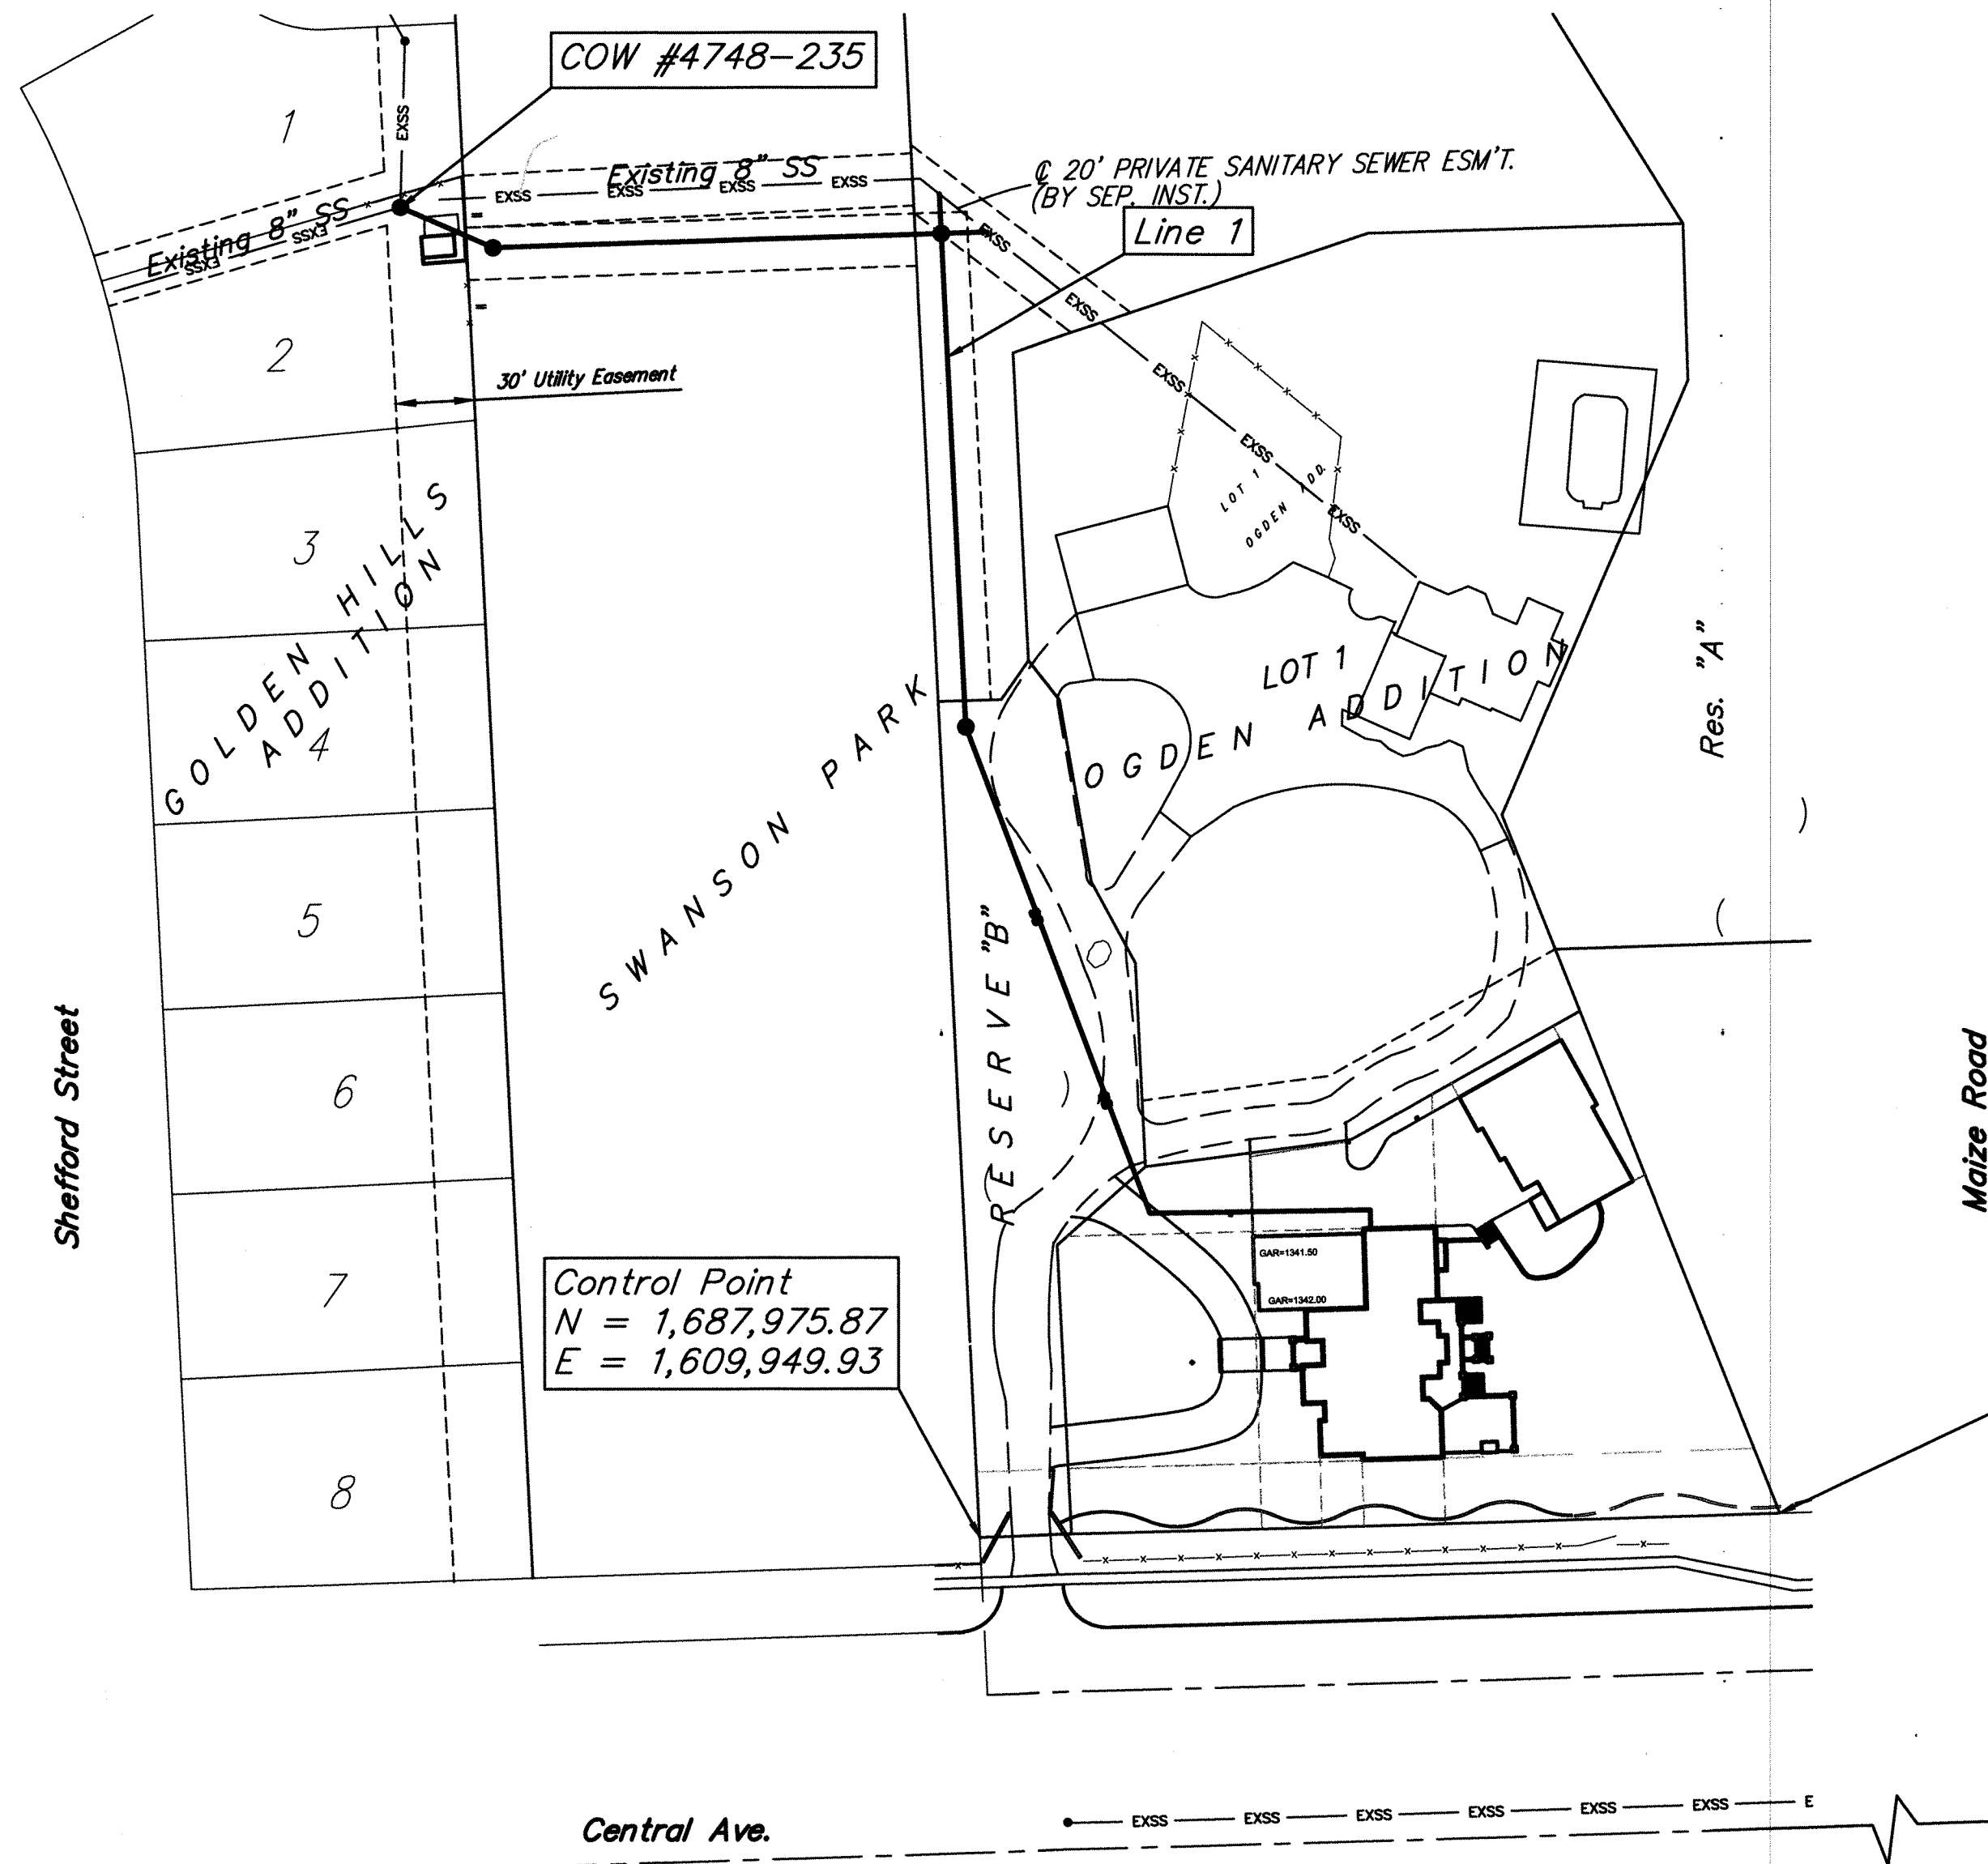 COW #4748-235
1
EXSS
Existing 8" SS
EXSS EXSS EXSS EXSS
℄ 20' PRIVATE SANITARY SEWER ESM'T.
(BY SEP. INST.)
Line 1
Existing 8" SS
EXSS EXSS
EXSS
EXSS
EXSS
EXSS
EXSS
2
30' Utility Easement
LOT 1
OGDEN ADD.
3
GOLDEN HILLS
ADDITION
4
SWANSON PARK
LOT 1
OGDEN ADDITION
Res. "A"
5
RESERVE "B"
6
Shefford Street
Maize Road
7
8
GAR=1341.50
GAR=1342.00
Control Point
N = 1,687,975.87
E = 1,609,949.93
Central Ave.
EXSS EXSS EXSS EXSS EXSS EXSS E